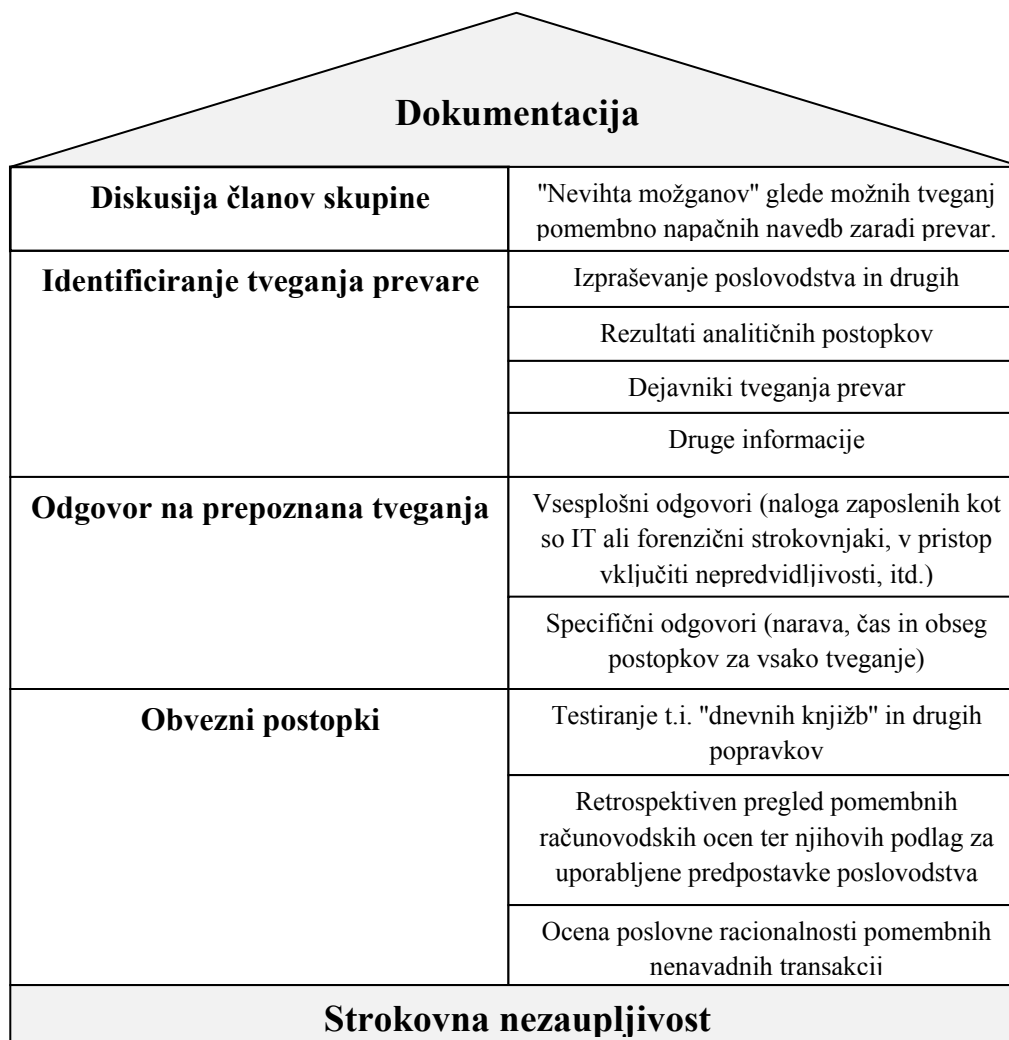 Dokumentacija
Diskusija članov skupine
"Nevihta možganov" glede možnih tveganj
pomembno napačnih navedb zaradi prevar.
Identificiranje tveganja prevare
Izpraševanje poslovodstva in drugih
Rezultati analitičnih postopkov
Dejavniki tveganja prevar
Druge informacije
Odgovor na prepoznana tveganja
Vsesplošni odgovori (naloga zaposlenih kot
so IT ali forenzični strokovnjaki, v pristop
vključiti nepredvidljivosti, itd.)
Specifični odgovori (narava, čas in obseg
postopkov za vsako tveganje)
Obvezni postopki
Testiranje t.i. "dnevnih knjižb" in drugih
popravkov
Retrospektiven pregled pomembnih
računovodskih ocen ter njihovih podlag za
uporabljene predpostavke poslovodstva
Ocena poslovne racionalnosti pomembnih
nenavadnih transakcij
Strokovna nezaupljivost